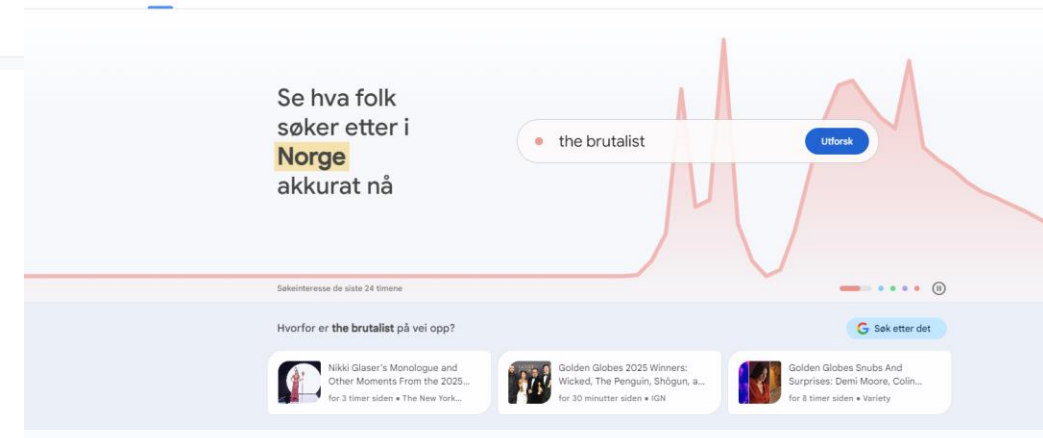 Se hva folk
søker etter i
Norge
akkurat nå
the brutalist
Utforsk
Søkeinteresse de siste 24 timene
Hvorfor er the brutalist på vei opp?
Søk etter det
Nikki Glaser's Monologue and
Other Moments From the 2025...
for 3 timer siden • The New York...
Golden Globes 2025 Winners:
Wicked, The Penguin, Shōgun, a...
for 30 minutter siden • IGN
Golden Globes Snubs And
Surprises: Demi Moore, Colin...
for 8 timer siden • Variety